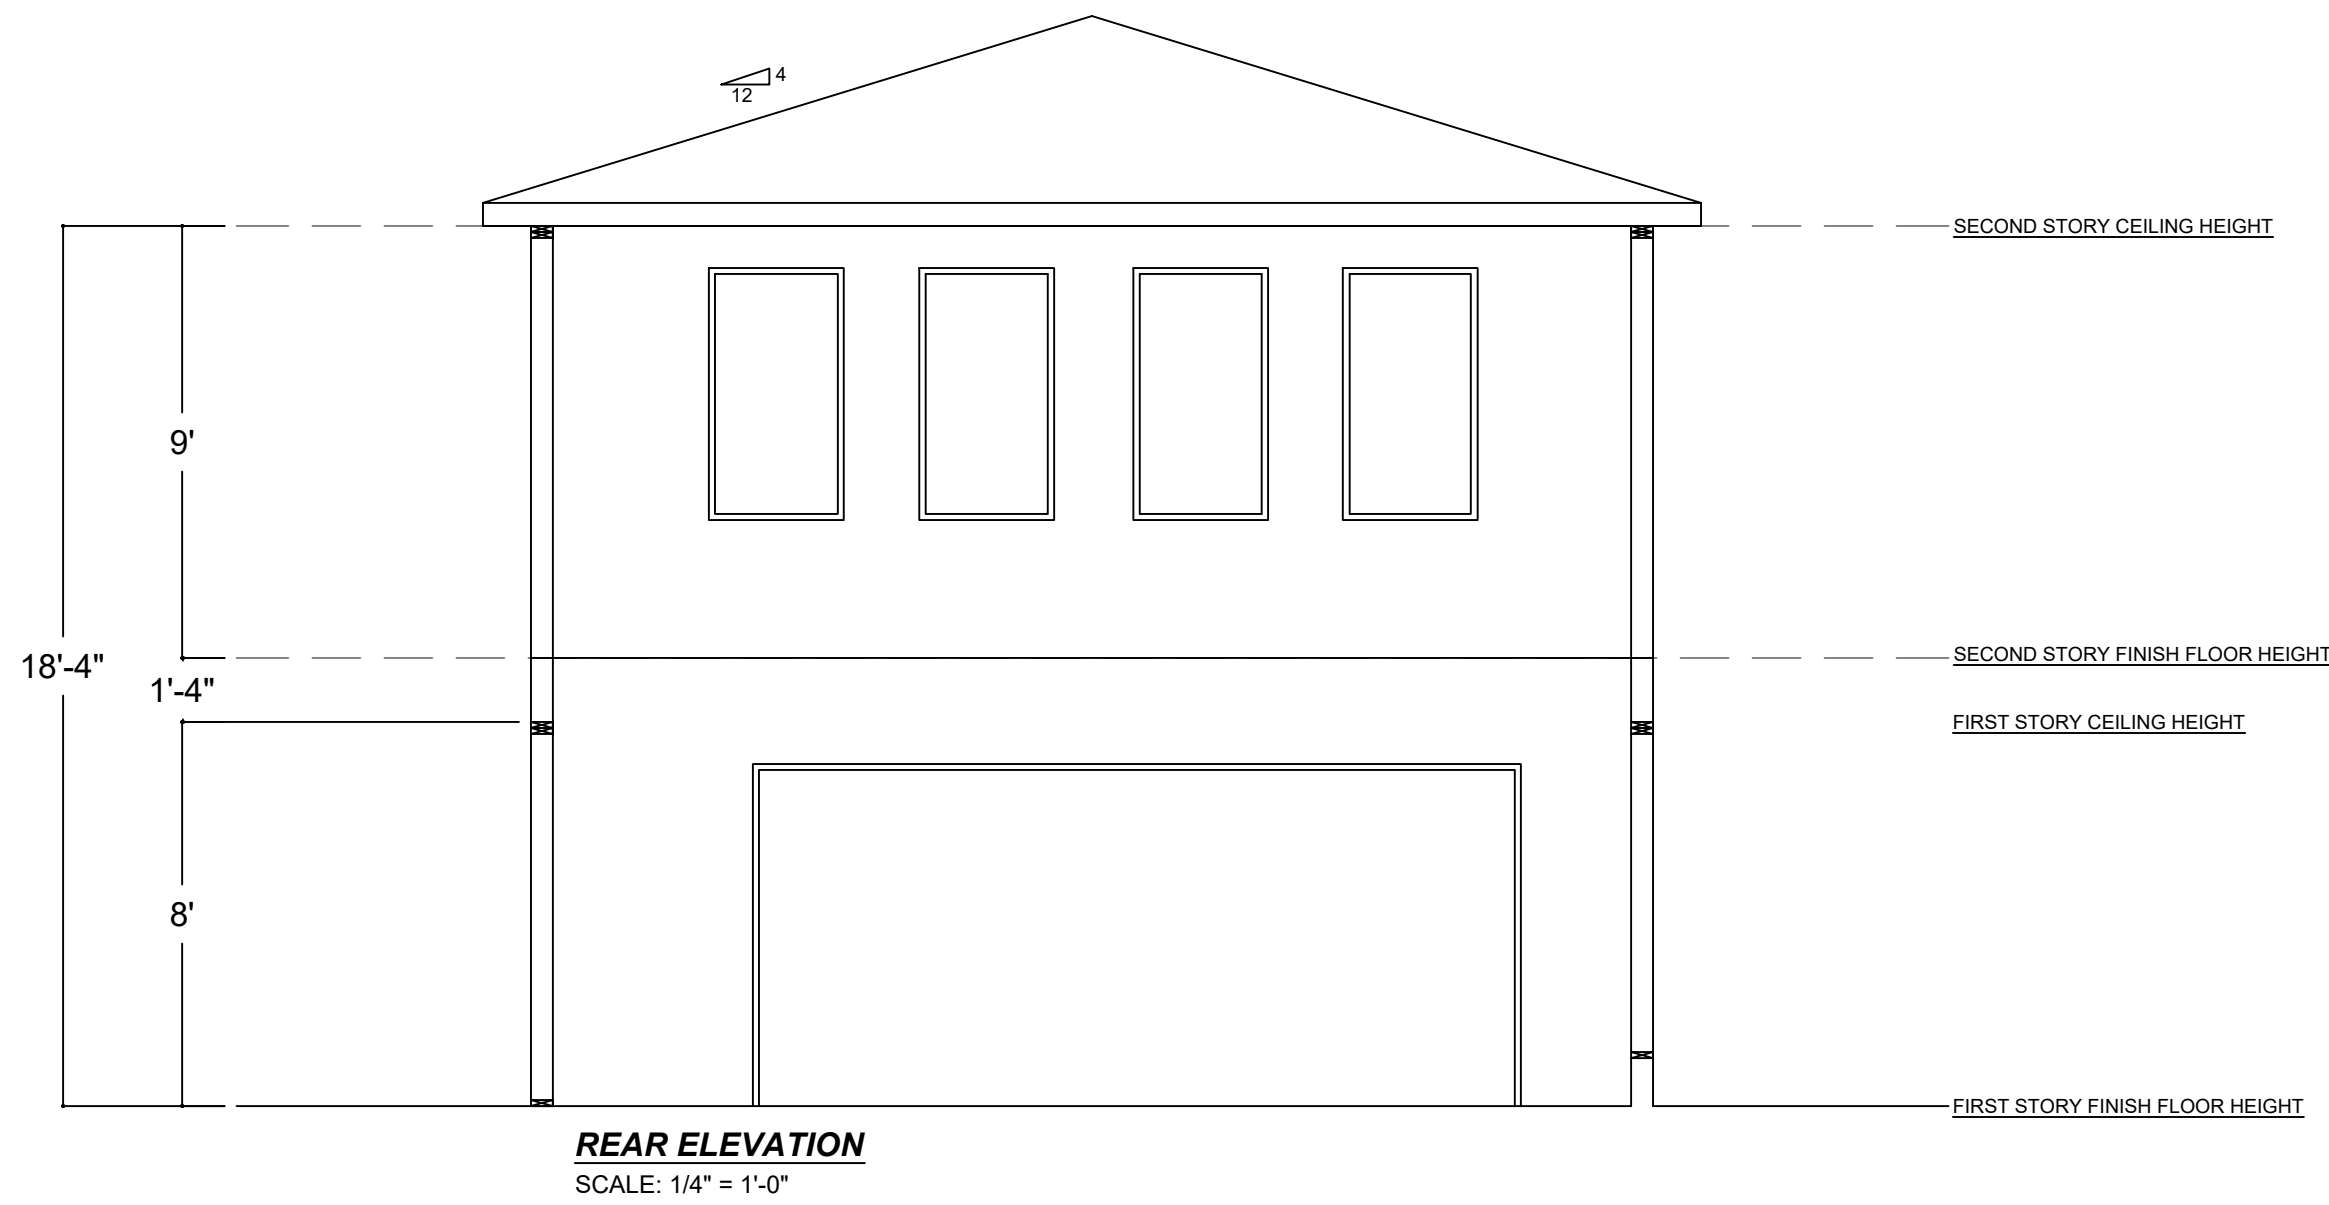 4
12
SECOND STORY CEILING HEIGHT
9'
18'-4"
SECOND STORY FINISH FLOOR HEIGHT
1'-4"
FIRST STORY CEILING HEIGHT
8'
FIRST STORY FINISH FLOOR HEIGHT
REAR ELEVATION
SCALE: 1/4" = 1'-0"